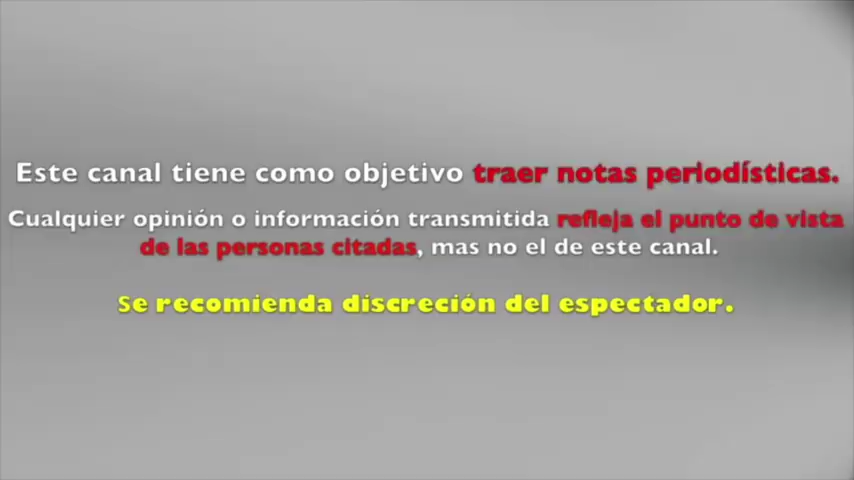 Este canal tiene como objetivo traer notas periodísticas.
Cualquier opinión o información transmitida refleja el punto de vista
de las personas citadas, mas no el de este canal.
Se recomienda discreción del espectador.